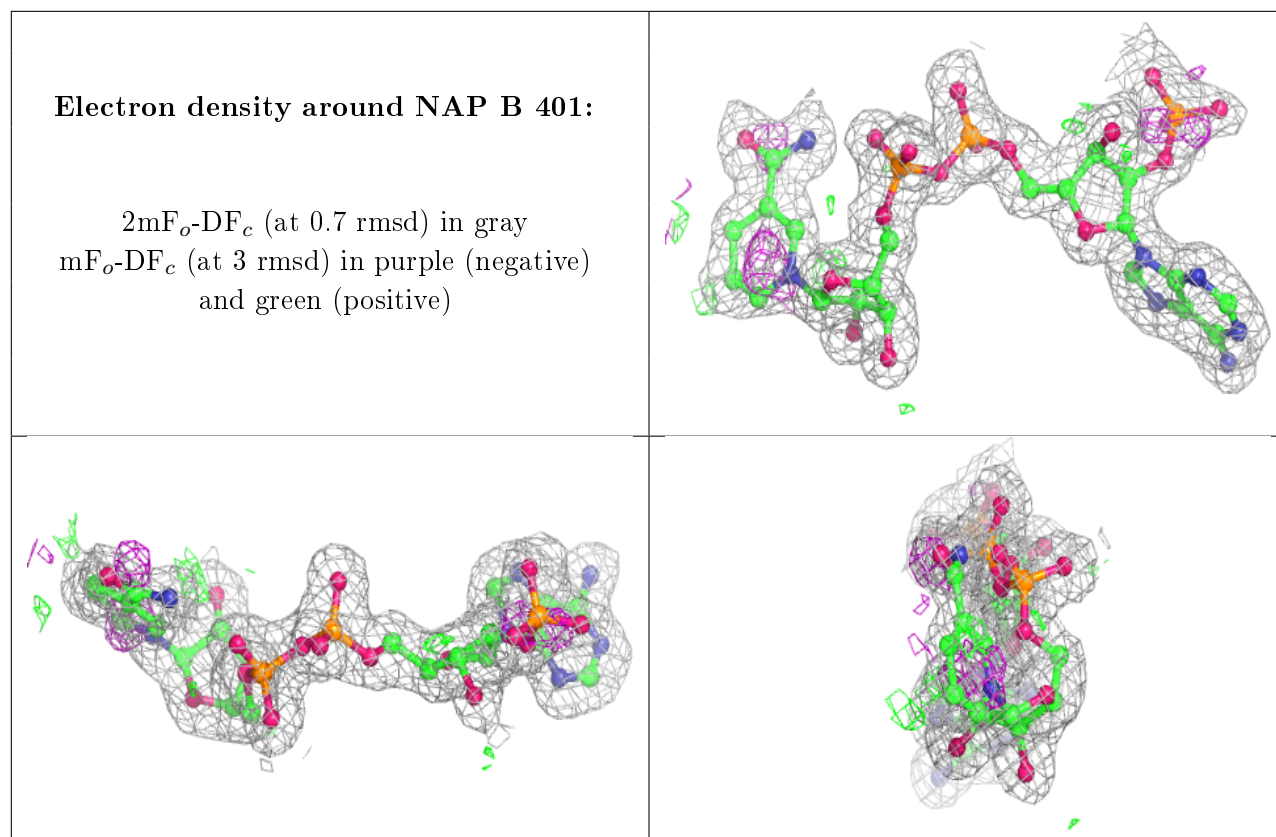 Electron density around NAP B 401:
2mFₒ-DF𝒸 (at 0.7 rmsd) in gray
mFₒ-DF𝒸 (at 3 rmsd) in purple (negative)
and green (positive)